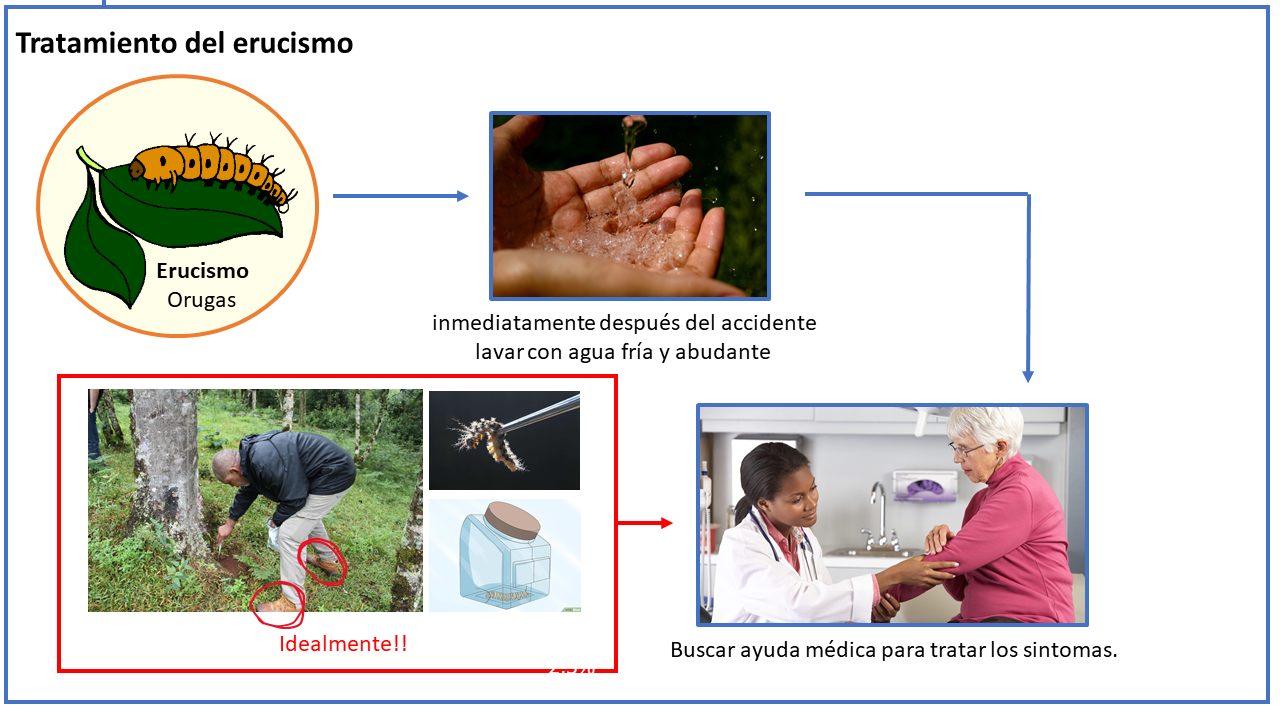 Tratamiento del erucismo
Erucismo
Orugas
inmediatamente después del accidente
lavar con agua fría y abudante
Idealmente!!
Buscar ayuda médica para tratar los sintomas.